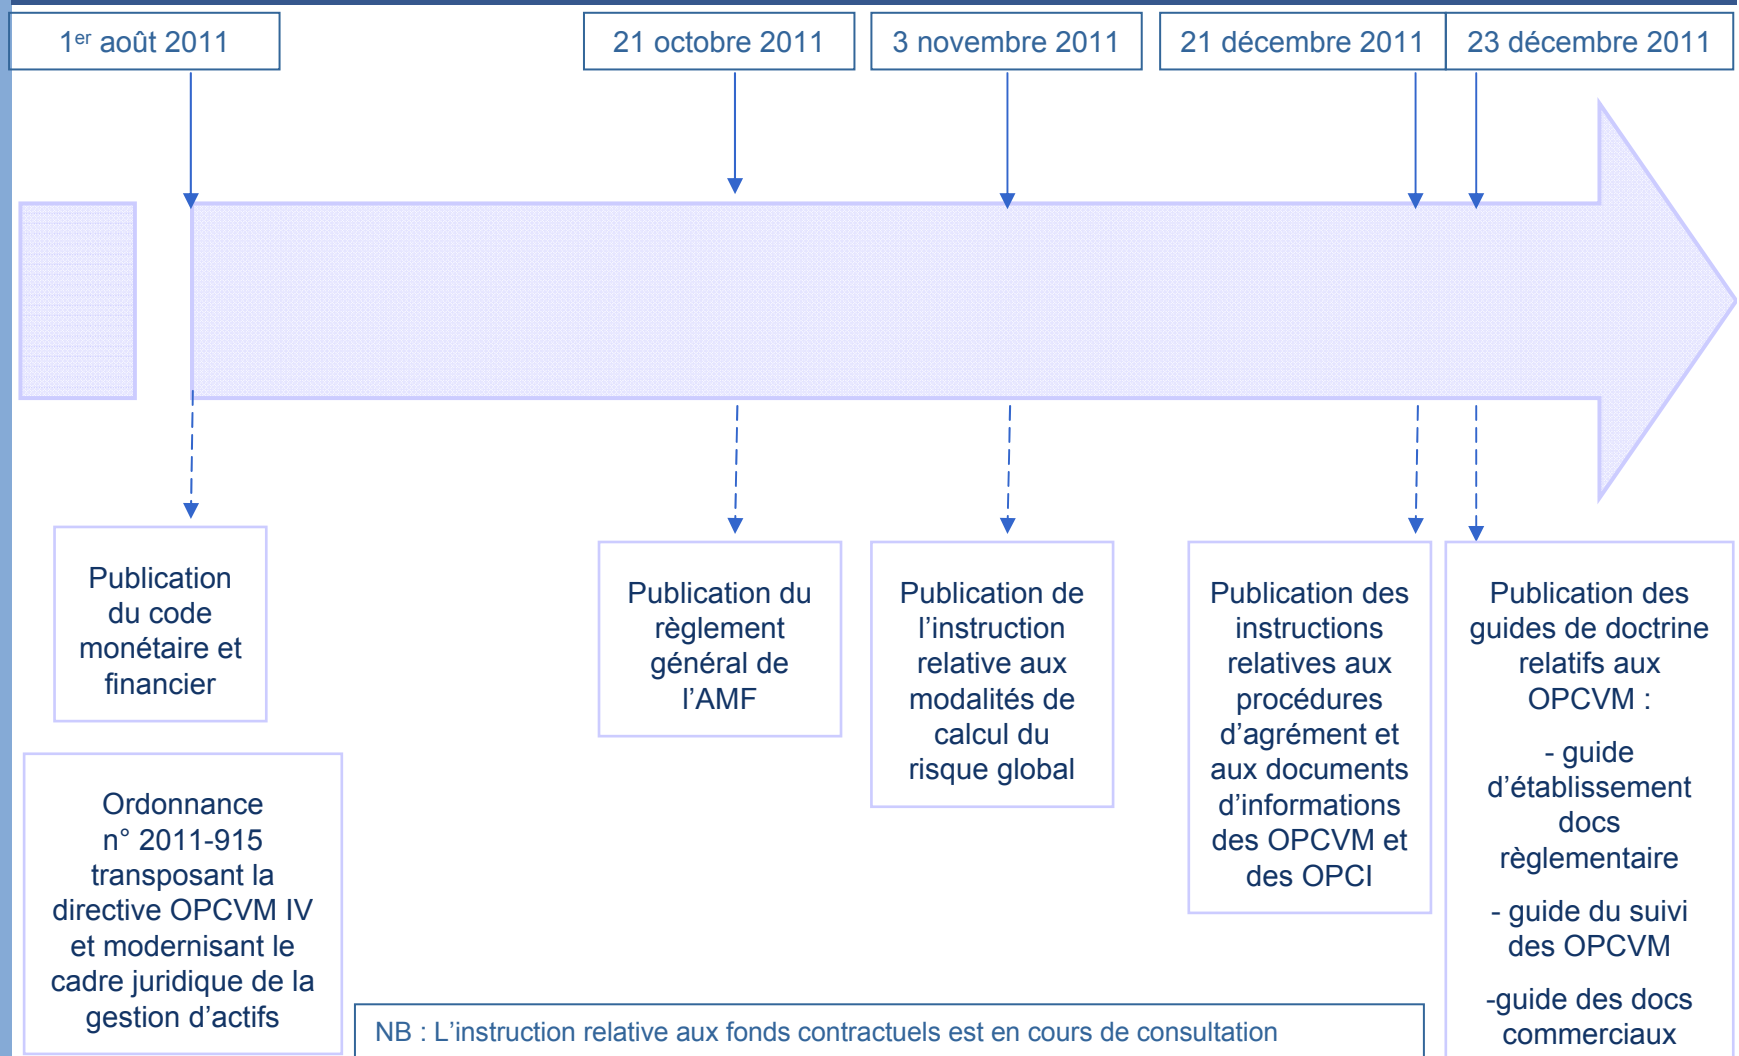 1er août 2011
21 octobre 2011
3 novembre 2011
21 décembre 2011
23 décembre 2011
Publication
du code
monétaire et
financier
Ordonnance
n° 2011-915
transposant la
directive OPCVM IV
et modernisant le
cadre juridique de la
gestion d’actifs
Publication du
règlement
général de
l’AMF
Publication de
l’instruction
relative aux
modalités de
calcul du
risque global
Publication des
instructions
relatives aux
procédures
d’agrément et
aux documents
d’informations
des OPCVM et
des OPCI
Publication des
guides de doctrine
relatifs aux
OPCVM :
- guide
d’établissement
docs
règlementaire
- guide du suivi
des OPCVM
-guide des docs
commerciaux
NB : L’instruction relative aux fonds contractuels est en cours de consultation